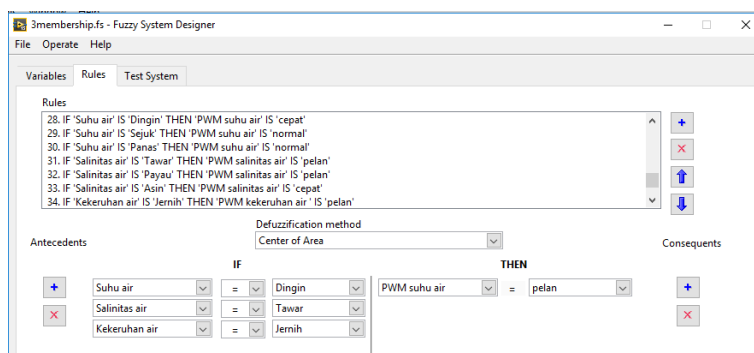 3membership.fs - Fuzzy System Designer
File Operate Help
Variables Rules Test System
Rules
28. IF 'Suhu air' IS 'Dingin' THEN 'PWM suhu air' IS 'cepat'
29. IF 'Suhu air' IS 'Sejuk' THEN 'PWM suhu air' IS 'normal'
30. IF 'Suhu air' IS 'Panas' THEN 'PWM suhu air' IS 'normal'
31. IF 'Salinitas air' IS 'Tawar' THEN 'PWM salinitas air' IS 'pelan'
32. IF 'Salinitas air' IS 'Payau' THEN 'PWM salinitas air' IS 'pelan'
33. IF 'Salinitas air' IS 'Asin' THEN 'PWM salinitas air' IS 'cepat'
34. IF 'Kekeruhan air' IS 'Jernih' THEN 'PWM kekeruhan air ' IS 'pelan'
Defuzzification method
Antecedents Center of Area Consequents
IF THEN
Suhu air = Dingin PWM suhu air = pelan
Salinitas air = Tawar
Kekeruhan air = Jernih